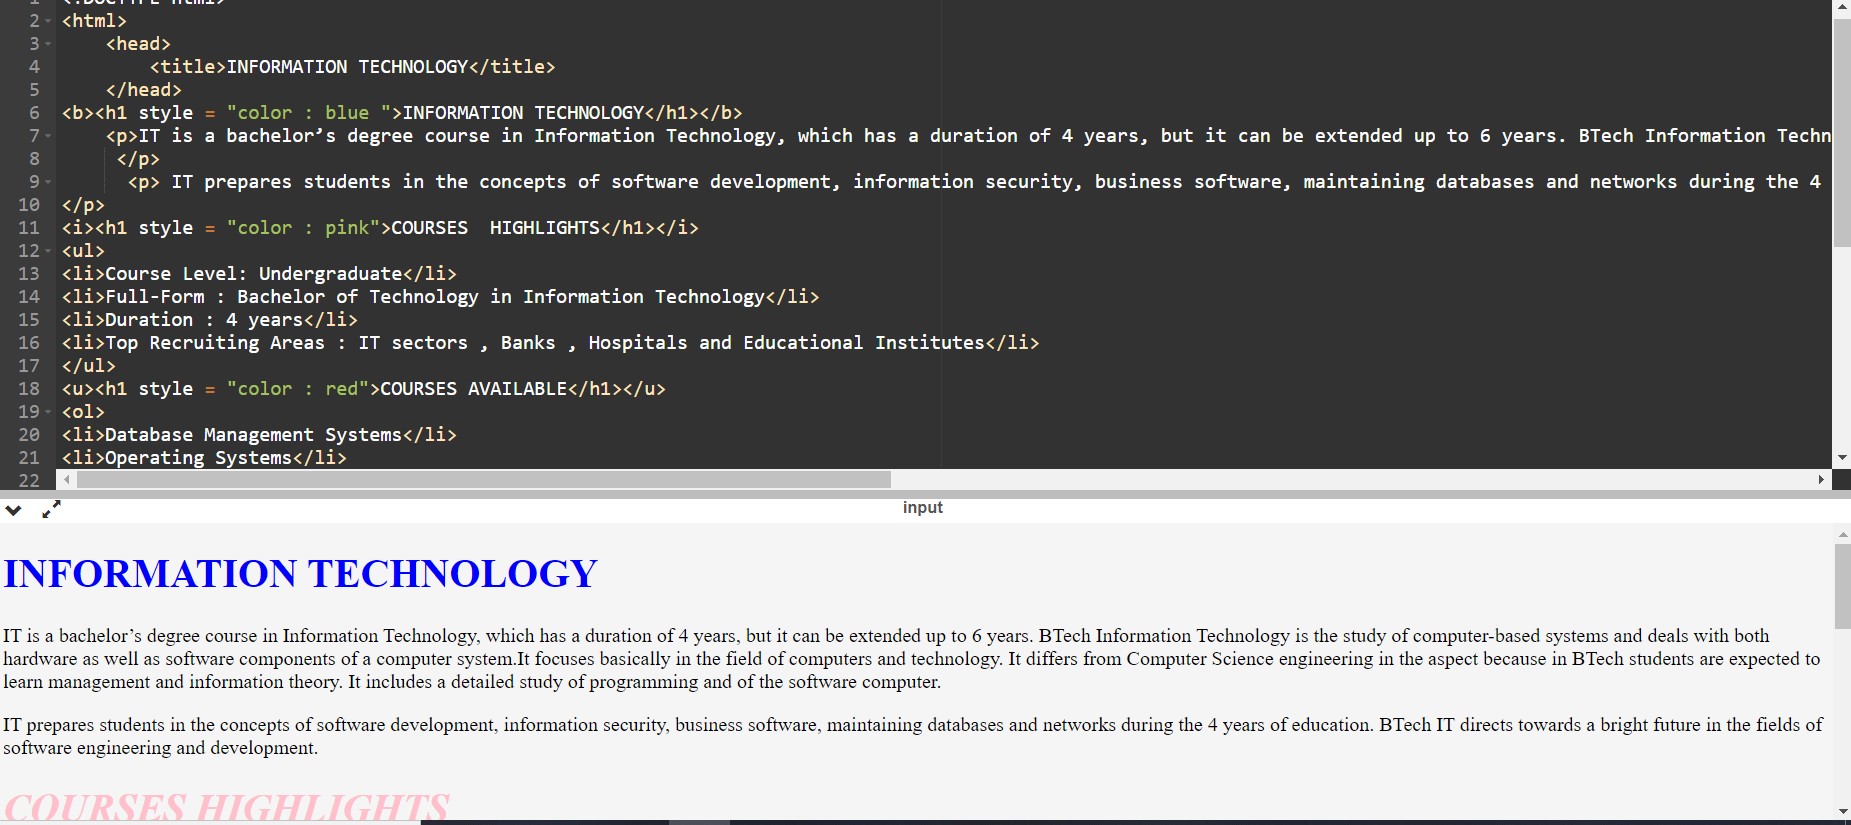 1 <!DOCTYPE html>
2 <html>
3 <head>
4 <title>INFORMATION TECHNOLOGY</title>
5 </head>
6 <b><h1 style = "color : blue ">INFORMATION TECHNOLOGY</h1></b>
7 <p>IT is a bachelor’s degree course in Information Technology, which has a duration of 4 years, but it can be extended up to 6 years. BTech Information Techn
8 </p>
9 <p> IT prepares students in the concepts of software development, information security, business software, maintaining databases and networks during the 4
10 </p>
11 <i><h1 style = "color : pink">COURSES  HIGHLIGHTS</h1></i>
12 <ul>
13 <li>Course Level: Undergraduate</li>
14 <li>Full-Form : Bachelor of Technology in Information Technology</li>
15 <li>Duration : 4 years</li>
16 <li>Top Recruiting Areas : IT sectors , Banks , Hospitals and Educational Institutes</li>
17 </ul>
18 <u><h1 style = "color : red">COURSES AVAILABLE</h1></u>
19 <ol>
20 <li>Database Management Systems</li>
21 <li>Operating Systems</li>
22
input
INFORMATION TECHNOLOGY
IT is a bachelor’s degree course in Information Technology, which has a duration of 4 years, but it can be extended up to 6 years. BTech Information Technology is the study of computer-based systems and deals with both
hardware as well as software components of a computer system.It focuses basically in the field of computers and technology. It differs from Computer Science engineering in the aspect because in BTech students are expected to
learn management and information theory. It includes a detailed study of programming and of the software computer.
IT prepares students in the concepts of software development, information security, business software, maintaining databases and networks during the 4 years of education. BTech IT directs towards a bright future in the fields of
software engineering and development.
COURSES HIGHLIGHTS